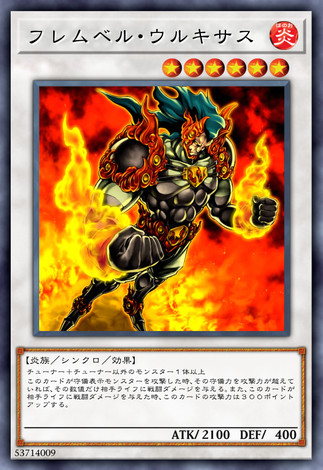 フレムベル・ウルキサス
炎
【炎族／シンクロ／効果】
チューナー＋チューナー以外のモンスター１体以上
このカードが守備表示モンスターを攻撃した時、その守備力を攻撃力が超えて
いれば、その数値だけ相手ライフに戦闘ダメージを与える。また、このカードが
相手ライフに戦闘ダメージを与えた時、このカードの攻撃力は３００ポイント
アップする。
ATK/ 2100 DEF/ 400
53714009